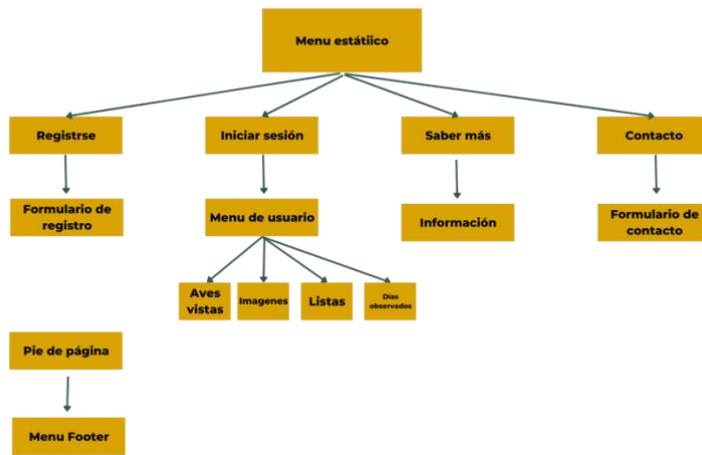 Menu estátiico
Registrse
Iniciar sesión
Saber más
Contacto
Formulario de
registro
Menu de usuario
Información
Formulario de
contacto
Aves
vistas
Imagenes
Listas
Días
observados
Pie de página
Menu Footer